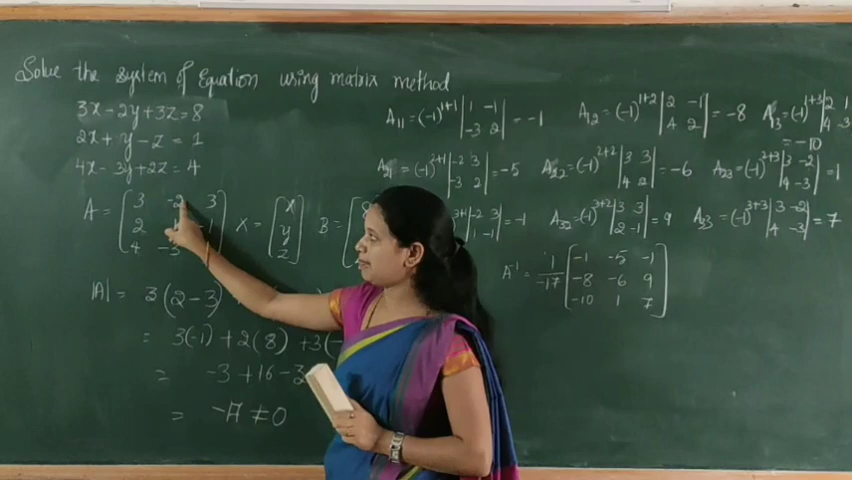 Solve the system of Equation using matrix method
3x - 2y + 3z = 8
2x + y - z = 1
4x - 3y + 2z = 4
A = [ 3 -2 3
2 -1
4 -3
X = [ x
y
z ]
B = [ 8
|A| = 3(2-3)
= 3(-1) + 2(8) + 3(-
= -3 + 16 - 3
= -17 ≠ 0
A11 = (-1)^1+1 | 1 -1
-3 2 | = -1
A12 = (-1)^1+2 | 2 -1
4 2 | = -8
A13 = (-1)^1+3 | 2 1
4 -3
= -10
A21 = (-1)^2+1 | -2 3
-3 2 | = -5
A22 = (-1)^2+2 | 3 3
4 2 | = -6
A23 = (-1)^2+3 | 3 -2
4 -3 | = 1
3+1 | -2 3
1 -1 | = -1
A32 = (-1)^3+2 | 3 3
2 -1 | = 9
A33 = (-1)^3+3 | 3 -2
4 -3 | = 7
A^-1 = 1/-17 [ -1 -5 -1
-8 -6 9
-10 1 7 ]